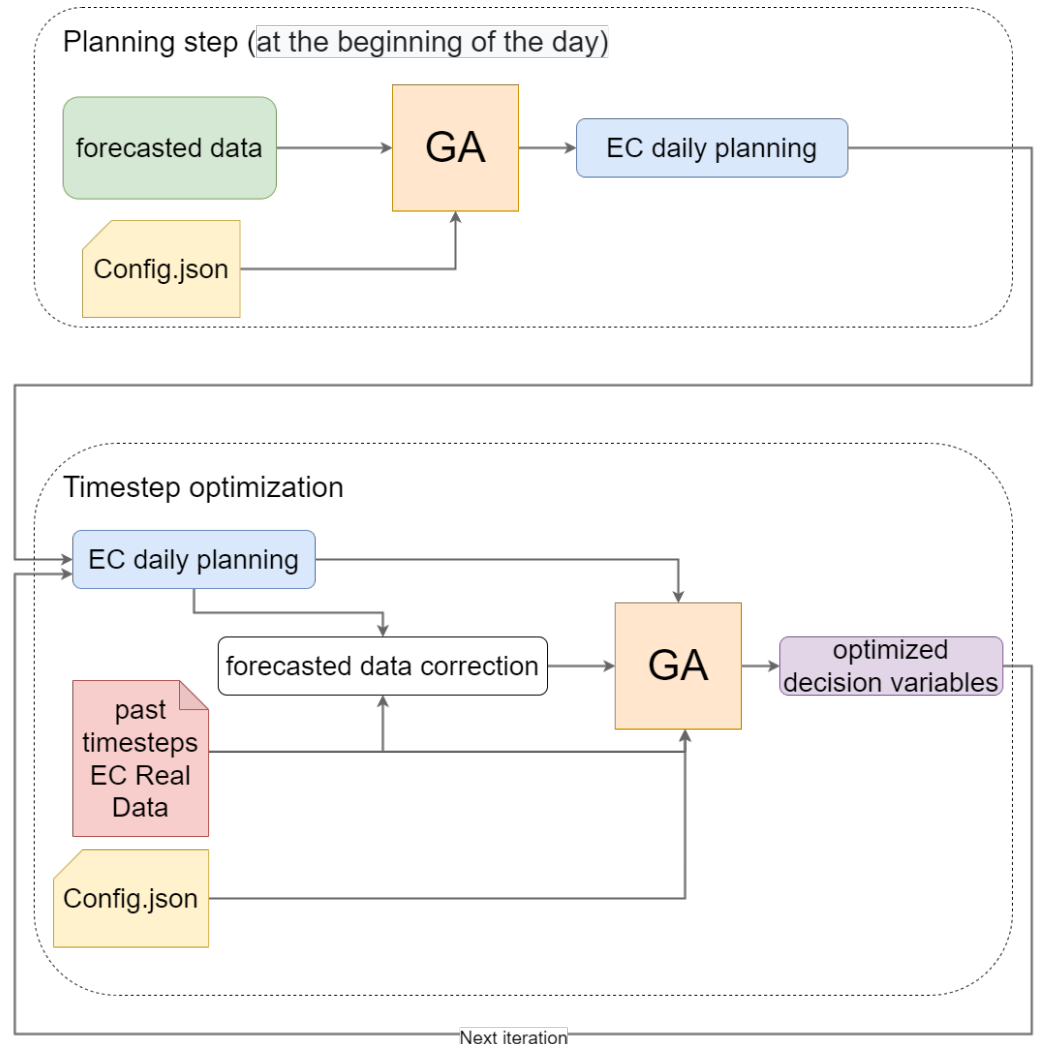 Planning step (at the beginning of the day)
forecasted data
GA
EC daily planning
Config.json
Timestep optimization
EC daily planning
forecasted data correction
GA
optimized
decision variables
past
timesteps
EC Real
Data
Config.json
Next iteration